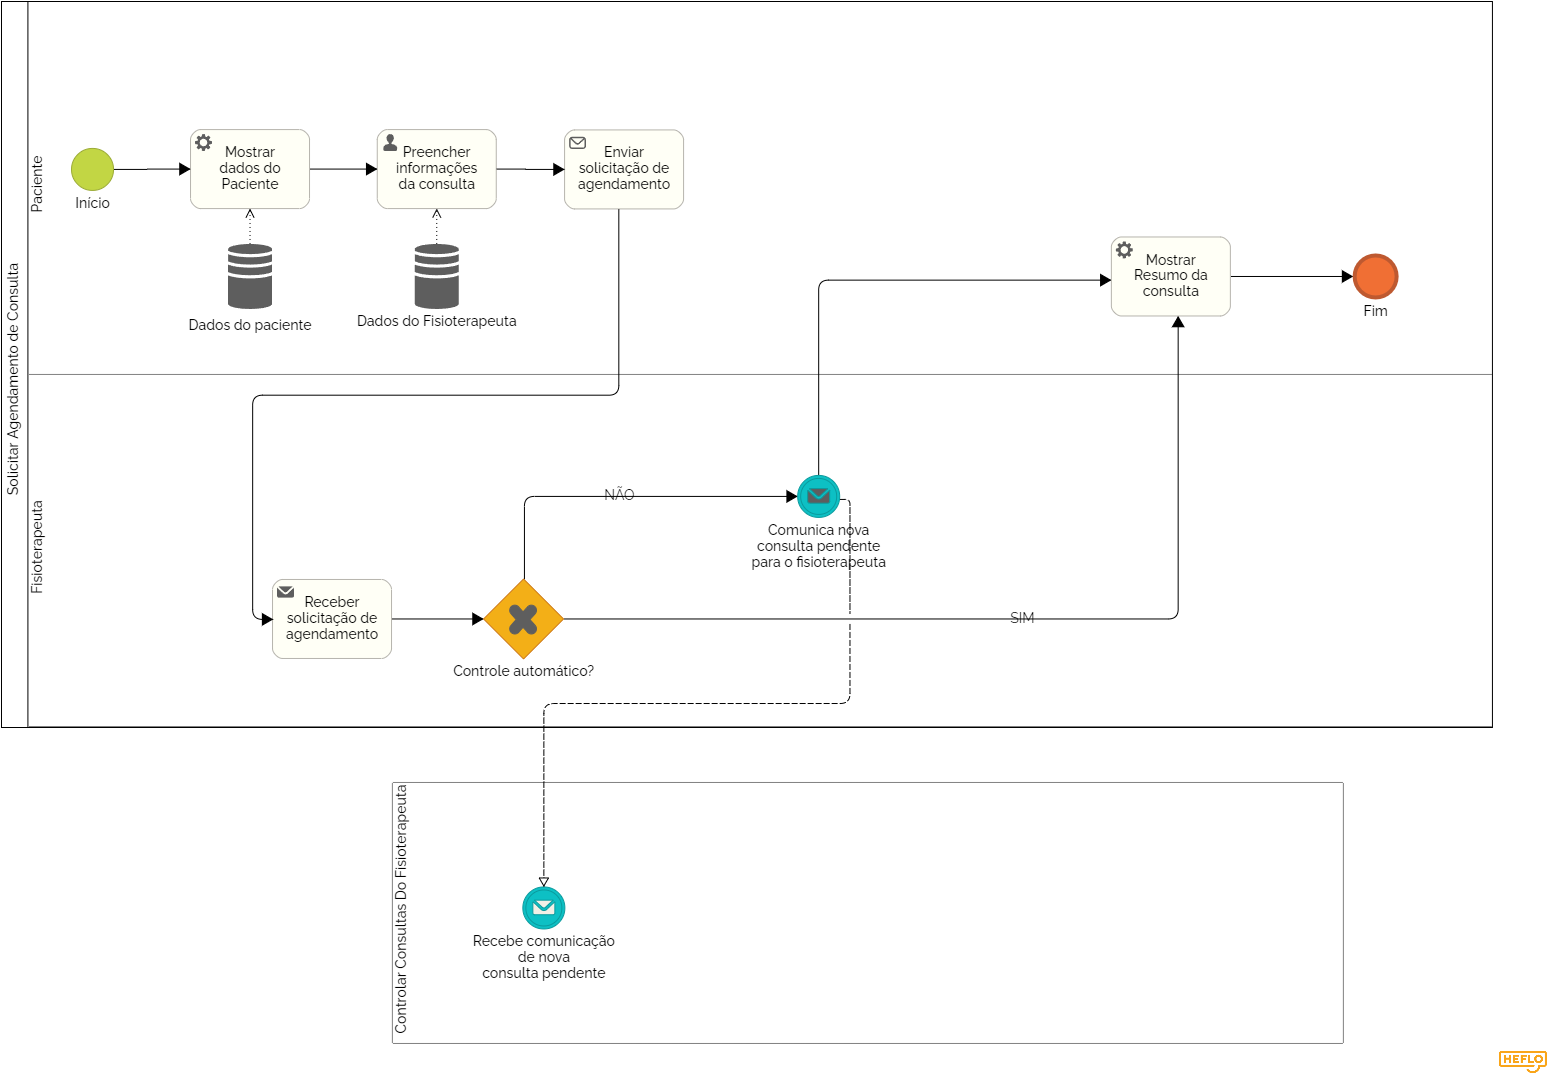 Solicitar Agendamento de Consulta
Paciente
Início
Mostrar
dados do
Paciente
Preencher
informações
da consulta
Enviar
solicitação de
agendamento
Dados do paciente
Dados do Fisioterapeuta
Mostrar
Resumo da
consulta
Fim
Fisioterapeuta
NÃO
Comunica nova
consulta pendente
para o fisioterapeuta
Receber
solicitação de
agendamento
SIM
Controle automático?
Controlar Consultas Do Fisioterapeuta
Recebe comunicação
de nova
consulta pendente
HEFLO